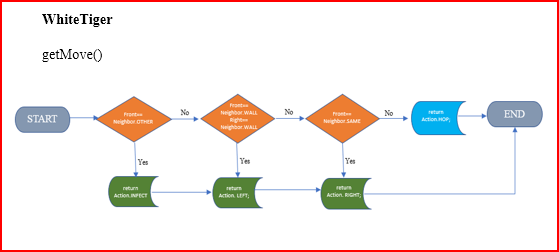 WhiteTiger
getMove()
START
Front==
Neighbor.OTHER
No
Front==
Neighbor.WALL
Right==
Neighbor.WALL
No
Front==
Neighbor.SAME
No
return
Action.HOP;
END
Yes
Yes
Yes
return
Action.INFECT
return
Action. LEFT;
return
Action. RIGHT;